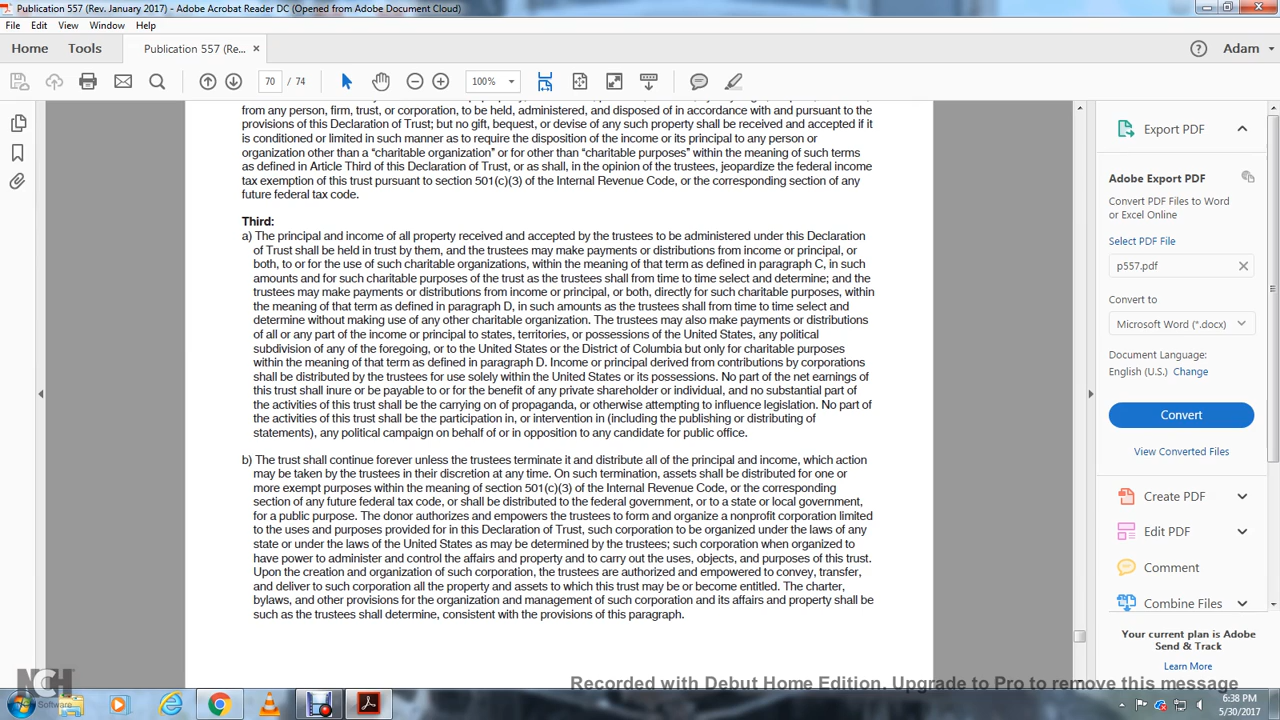 Publication 557 (Rev. January 2017) - Adobe Acrobat Reader DC (Opened from Adobe Document Cloud)
File Edit View Window Help
Home Tools Publication 557 (Re... × Adam
70 / 74 100%
from any person, firm, trust, or corporation, to be held, administered, and disposed of in accordance with and pursuant to the
provisions of this Declaration of Trust; but no gift, bequest, or devise of any such property shall be received and accepted if it
is conditioned or limited in such manner as to require the disposition of the income or its principal to any person or
organization other than a “charitable organization” or for other than “charitable purposes” within the meaning of such terms
as defined in Article Third of this Declaration of Trust, or as shall, in the opinion of the trustees, jeopardize the federal income
tax exemption of this trust pursuant to section 501(c)(3) of the Internal Revenue Code, or the corresponding section of any
future federal tax code.
Third:
a) The principal and income of all property received and accepted by the trustees to be administered under this Declaration
of Trust shall be held in trust by them, and the trustees may make payments or distributions from income or principal, or
both, to or for the use of such charitable organizations, within the meaning of that term as defined in paragraph C, in such
amounts and for such charitable purposes of the trust as the trustees shall from time to time select and determine; and the
trustees may make payments or distributions from income or principal, or both, directly for such charitable purposes, within
the meaning of that term as defined in paragraph D, in such amounts as the trustees shall from time to time select and
determine without making use of any other charitable organization. The trustees may also make payments or distributions
of all or any part of the income or principal to states, territories, or possessions of the United States, any political
subdivision of any of the foregoing, or to the United States or the District of Columbia but only for charitable purposes
within the meaning of that term as defined in paragraph D. Income or principal derived from contributions by corporations
shall be distributed by the trustees for use solely within the United States or its possessions. No part of the net earnings of
this trust shall inure or be payable to or for the benefit of any private shareholder or individual, and no substantial part of
the activities of this trust shall be the carrying on of propaganda, or otherwise attempting to influence legislation. No part of
the activities of this trust shall be the participation in, or intervention in (including the publishing or distributing of
statements), any political campaign on behalf of or in opposition to any candidate for public office.
b) The trust shall continue forever unless the trustees terminate it and distribute all of the principal and income, which action
may be taken by the trustees in their discretion at any time. On such termination, assets shall be distributed for one or
more exempt purposes within the meaning of section 501(c)(3) of the Internal Revenue Code, or the corresponding
section of any future federal tax code, or shall be distributed to the federal government, or to a state or local government,
for a public purpose. The donor authorizes and empowers the trustees to form and organize a nonprofit corporation limited
to the uses and purposes provided for in this Declaration of Trust, such corporation to be organized under the laws of any
state or under the laws of the United States as may be determined by the trustees; such corporation when organized to
have power to administer and control the affairs and property and to carry out the uses, objects, and purposes of this trust.
Upon the creation and organization of such corporation, the trustees are authorized and empowered to convey, transfer,
and deliver to such corporation all the property and assets to which this trust may be or become entitled. The charter,
bylaws, and other provisions for the organization and management of such corporation and its affairs and property shall be
such as the trustees shall determine, consistent with the provisions of this paragraph.
Export PDF
Adobe Export PDF
Convert PDF Files to Word
or Excel Online
Select PDF File
p557.pdf
Convert to
Microsoft Word (*.docx)
Document Language:
English (U.S.) Change
Convert
View Converted Files
Create PDF
Edit PDF
Comment
Combine Files
Your current plan is Adobe
Send & Track
Learn More
NCH
Software
Recorded with Debut Home Edition. Upgrade to Pro to remove this message
6:38 PM
5/30/2017